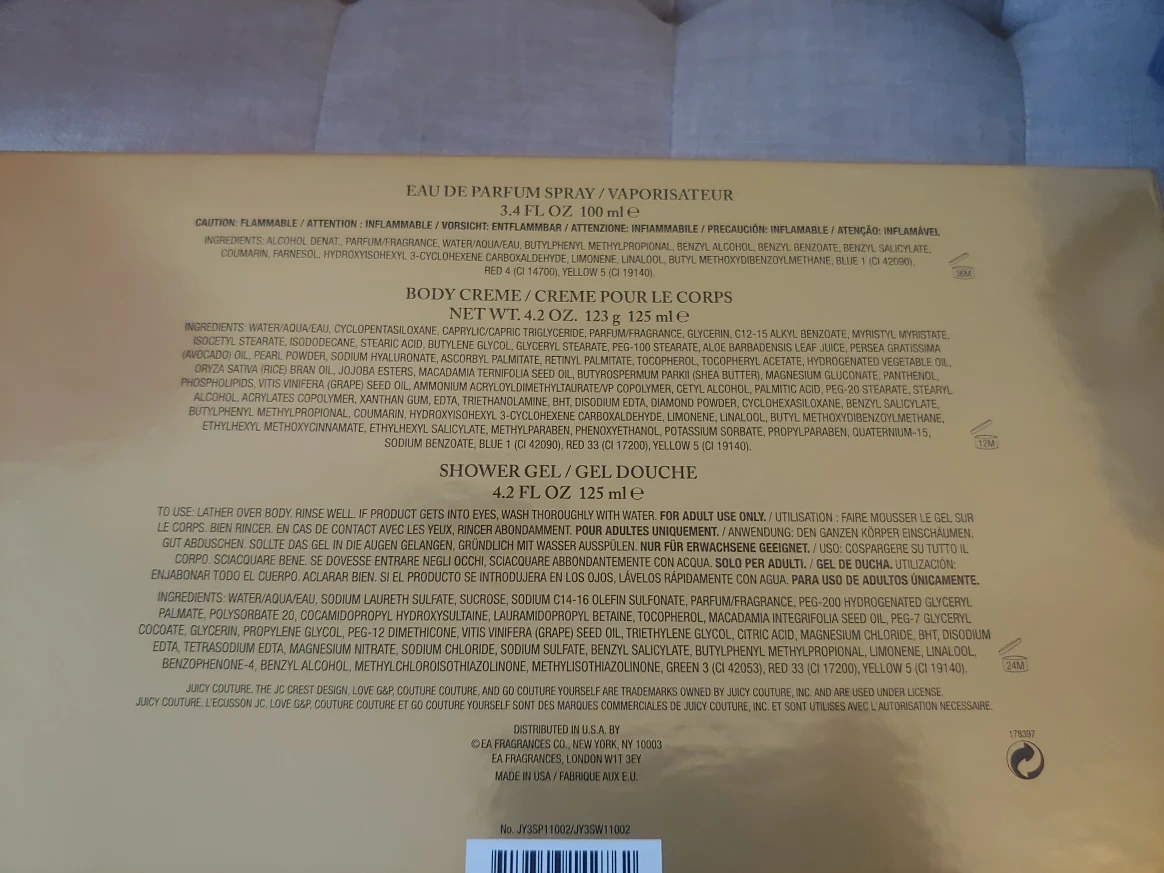 EAU DE PARFUM SPRAY / VAPORISATEUR
3.4 FL OZ 100 ml ℮
CAUTION: FLAMMABLE / ATTENTION : INFLAMMABLE / VORSICHT: ENTFLAMMBAR / ATTENZIONE: INFIAMMABILE / PRECAUCIÓN: INFLAMABLE / ATENÇÃO: INFLAMÁVEL
INGREDIENTS: ALCOHOL DENAT., PARFUM/FRAGRANCE, WATER/AQUA/EAU, BUTYLPHENYL METHYLPROPIONAL, BENZYL ALCOHOL, BENZYL BENZOATE, BENZYL SALICYLATE,
COUMARIN, FARNESOL, HYDROXYISOHEXYL 3-CYCLOHEXENE CARBOXALDEHYDE, LIMONENE, LINALOOL, BUTYL METHOXYDIBENZOYLMETHANE, BLUE 1 (CI 42090),
RED 4 (CI 14700), YELLOW 5 (CI 19140).
36M
BODY CREME / CREME POUR LE CORPS
NET WT. 4.2 OZ. 123 g 125 ml ℮
INGREDIENTS: WATER/AQUA/EAU, CYCLOPENTASILOXANE, CAPRYLIC/CAPRIC TRIGLYCERIDE, PARFUM/FRAGRANCE, GLYCERIN, C12-15 ALKYL BENZOATE, MYRISTYL MYRISTATE,
ISOCETYL STEARATE, ISODODECANE, STEARIC ACID, BUTYLENE GLYCOL, GLYCERYL STEARATE, PEG-100 STEARATE, ALOE BARBADENSIS LEAF JUICE, PERSEA GRATISSIMA
(AVOCADO) OIL, PEARL POWDER, SODIUM HYALURONATE, ASCORBYL PALMITATE, RETINYL PALMITATE, TOCOPHEROL, TOCOPHERYL ACETATE, HYDROGENATED VEGETABLE OIL,
ORYZA SATIVA (RICE) BRAN OIL, JOJOBA ESTERS, MACADAMIA TERNIFOLIA SEED OIL, BUTYROSPERMUM PARKII (SHEA BUTTER), MAGNESIUM GLUCONATE, PANTHENOL,
PHOSPHOLIPIDS, VITIS VINIFERA (GRAPE) SEED OIL, AMMONIUM ACRYLOYLDIMETHYLTAURATE/VP COPOLYMER, CETYL ALCOHOL, PALMITIC ACID, PEG-20 STEARATE, STEARYL
ALCOHOL, ACRYLATES COPOLYMER, XANTHAN GUM, EDTA, TRIETHANOLAMINE, BHT, DISODIUM EDTA, DIAMOND POWDER, CYCLOHEXASILOXANE, BENZYL SALICYLATE,
BUTYLPHENYL METHYLPROPIONAL, COUMARIN, HYDROXYISOHEXYL 3-CYCLOHEXENE CARBOXALDEHYDE, LIMONENE, LINALOOL, BUTYL METHOXYDIBENZOYLMETHANE,
ETHYLHEXYL METHOXYCINNAMATE, ETHYLHEXYL SALICYLATE, METHYLPARABEN, PHENOXYETHANOL, POTASSIUM SORBATE, PROPYLPARABEN, QUATERNIUM-15,
SODIUM BENZOATE, BLUE 1 (CI 42090), RED 33 (CI 17200), YELLOW 5 (CI 19140).
12M
SHOWER GEL / GEL DOUCHE
4.2 FL OZ 125 ml ℮
TO USE: LATHER OVER BODY. RINSE WELL. IF PRODUCT GETS INTO EYES, WASH THOROUGHLY WITH WATER. FOR ADULT USE ONLY. / UTILISATION : FAIRE MOUSSER LE GEL SUR
LE CORPS. BIEN RINCER. EN CAS DE CONTACT AVEC LES YEUX, RINCER ABONDAMMENT. POUR ADULTES UNIQUEMENT. / ANWENDUNG: DEN GANZEN KÖRPER EINSCHÄUMEN.
GUT ABDUSCHEN. SOLLTE DAS GEL IN DIE AUGEN GELANGEN, GRÜNDLICH MIT WASSER AUSSPÜLEN. NUR FÜR ERWACHSENE GEEIGNET. / USO: COSPARGERE SU TUTTO IL
CORPO. SCIACQUARE BENE. SE DOVESSE ENTRARE NEGLI OCCHI, SCIACQUARE ABBONDANTEMENTE CON ACQUA. SOLO PER ADULTI. / GEL DE DUCHA. UTILIZACIÓN:
ENJABONAR TODO EL CUERPO. ACLARAR BIEN. SI EL PRODUCTO SE INTRODUJERA EN LOS OJOS, LÁVELOS RÁPIDAMENTE CON AGUA. PARA USO DE ADULTOS ÚNICAMENTE.
INGREDIENTS: WATER/AQUA/EAU, SODIUM LAURETH SULFATE, SUCROSE, SODIUM C14-16 OLEFIN SULFONATE, PARFUM/FRAGRANCE, PEG-200 HYDROGENATED GLYCERYL
PALMATE, POLYSORBATE 20, COCAMIDOPROPYL HYDROXYSULTAINE, LAURAMIDOPROPYL BETAINE, TOCOPHEROL, MACADAMIA INTEGRIFOLIA SEED OIL, PEG-7 GLYCERYL
COCOATE, GLYCERIN, PROPYLENE GLYCOL, PEG-12 DIMETHICONE, VITIS VINIFERA (GRAPE) SEED OIL, TRIETHYLENE GLYCOL, CITRIC ACID, MAGNESIUM CHLORIDE, BHT, DISODIUM
EDTA, TETRASODIUM EDTA, MAGNESIUM NITRATE, SODIUM CHLORIDE, SODIUM SULFATE, BENZYL SALICYLATE, BUTYLPHENYL METHYLPROPIONAL, LIMONENE, LINALOOL,
BENZOPHENONE-4, BENZYL ALCOHOL, METHYLCHLOROISOTHIAZOLINONE, METHYLISOTHIAZOLINONE, GREEN 3 (CI 42053), RED 33 (CI 17200), YELLOW 5 (CI 19140).
24M
JUICY COUTURE, THE JC CREST DESIGN, LOVE G&P, COUTURE COUTURE, AND GO COUTURE YOURSELF ARE TRADEMARKS OWNED BY JUICY COUTURE, INC. AND ARE USED UNDER LICENSE.
JUICY COUTURE, L'ECUSSON JC, LOVE G&P, COUTURE COUTURE ET GO COUTURE YOURSELF SONT DES MARQUES COMMERCIALES DE JUICY COUTURE, INC. ET SONT UTILISES AVEC L'AUTORISATION NECESSAIRE.
DISTRIBUTED IN U.S.A. BY
© EA FRAGRANCES CO., NEW YORK, NY 10003
EA FRAGRANCES, LONDON W1T 3EY
MADE IN USA / FABRIQUE AUX E.U.
178397
No. JY3SP11002/JY3SW11002